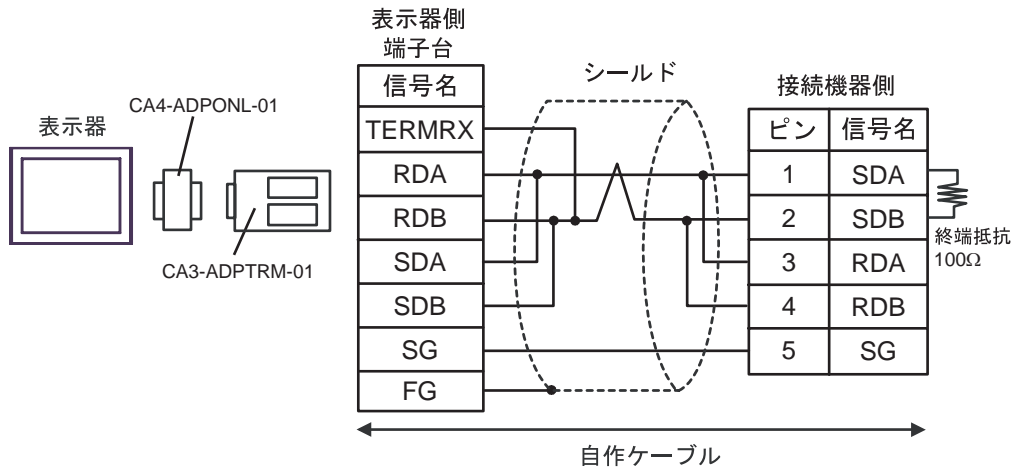 表示器側
端子台
シールド
接続機器側
CA4-ADPONL-01
表示器
CA3-ADPTRM-01
信号名
TERMRX
RDA
RDB
SDA
SDB
SG
FG
ピン 信号名
1 SDA
2 SDB
3 RDA
4 RDB
5 SG
終端抵抗
100Ω
自作ケーブル